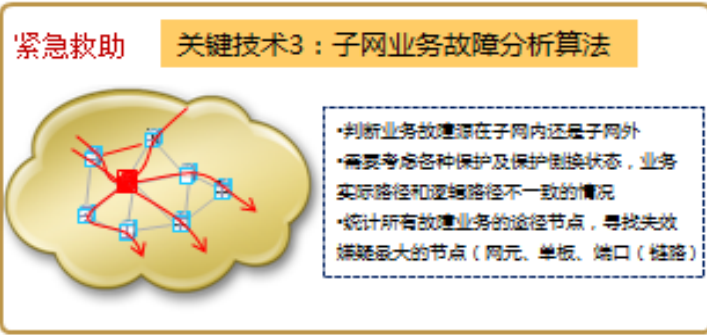 紧急救助
关键技术3：子网业务故障分析算法
•判断业务故障源在子网内还是子网外
•需要考虑各种保护及保护倒换状态，业务
实际路径和逻辑路径不一致的情况
•统计所有故障业务的途径节点，寻找失效
嫌疑最大的节点（网元、单板、端口（链路）